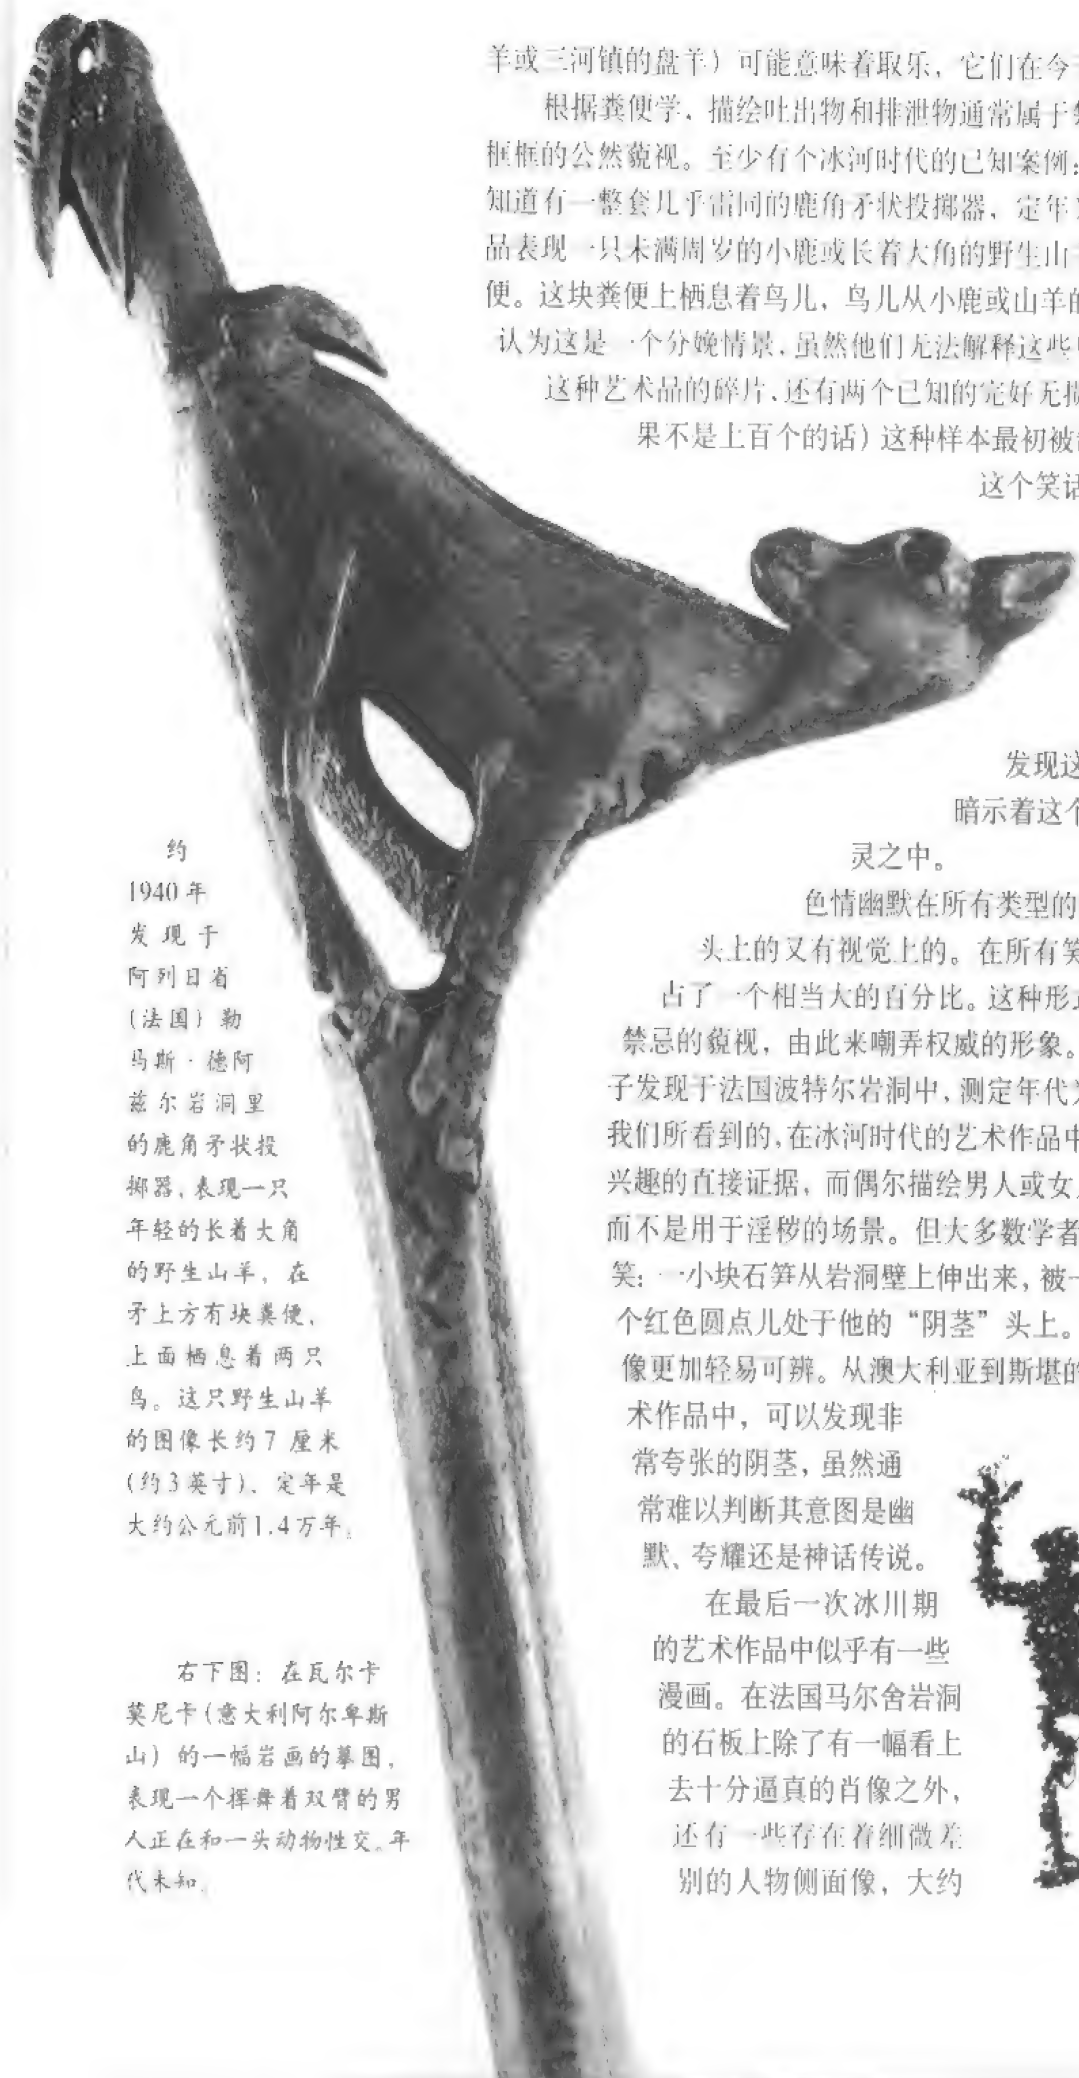 羊或三河镇的盘羊）可能意味着取乐，它们在今
根据粪便学，描绘吐出物和排泄物通常属于
框框的公然藐视。至少有个冰河时代的已知案例：
知道有一整套几乎雷同的鹿角矛状投掷器，定年
品表现一只未满周岁的小鹿或长着大角的野生山
便。这块粪便上栖息着鸟儿，鸟儿从小鹿或山羊的
认为这是一个分娩情景，虽然他们无法解释这些
这种艺术品的碎片、还有两个已知的完好无损
果不是上百个的话）这种样本最初被
这个笑话
发现这
暗示着这个
灵之中。
色情幽默在所有类型的
头上的又有视觉上的。在所有笑
占了一个相当大的百分比。这种形式
禁忌的藐视，由此来嘲弄权威的形象。
子发现于法国波特尔岩洞中，测定年代为
我们所看到的，在冰河时代的艺术作品中
兴趣的直接证据，而偶尔描绘男人或女
而不是用于淫秽的场景。但大多数学者
笑：一小块石笋从岩洞壁上伸出来，被一
个红色圆点儿处于他的“阴茎”头上。
像更加轻易可辨。从澳大利亚到斯堪的
术作品中，可以发现非
常夸张的阴茎，虽然通
常难以判断其意图是幽
默、夸耀还是神话传说。
在最后一次冰川期
的艺术作品中似乎有一些
漫画。在法国马尔舍岩洞
的石板上除了有一幅看上
去十分逼真的肖像之外，
还有一些存在着细微差
别的人物侧面像，大约
约
1940年
发现于
阿列日省
（法国）勒
马斯·德阿
兹尔岩洞里
的鹿角矛状投
掷器，表现一只
年轻的长着大角
的野生山羊，在
矛上方有块粪便，
上面栖息着两只
鸟。这只野生山羊
的图像长约7厘米
（约3英寸）、定年是
大约公元前1.4万年。
右下图：在瓦尔卡
莫尼卡（意大利阿尔卑斯
山）的一幅岩画的摹图，
表现一个挥舞着双臂的男
人正在和一头动物性交。年
代未知。